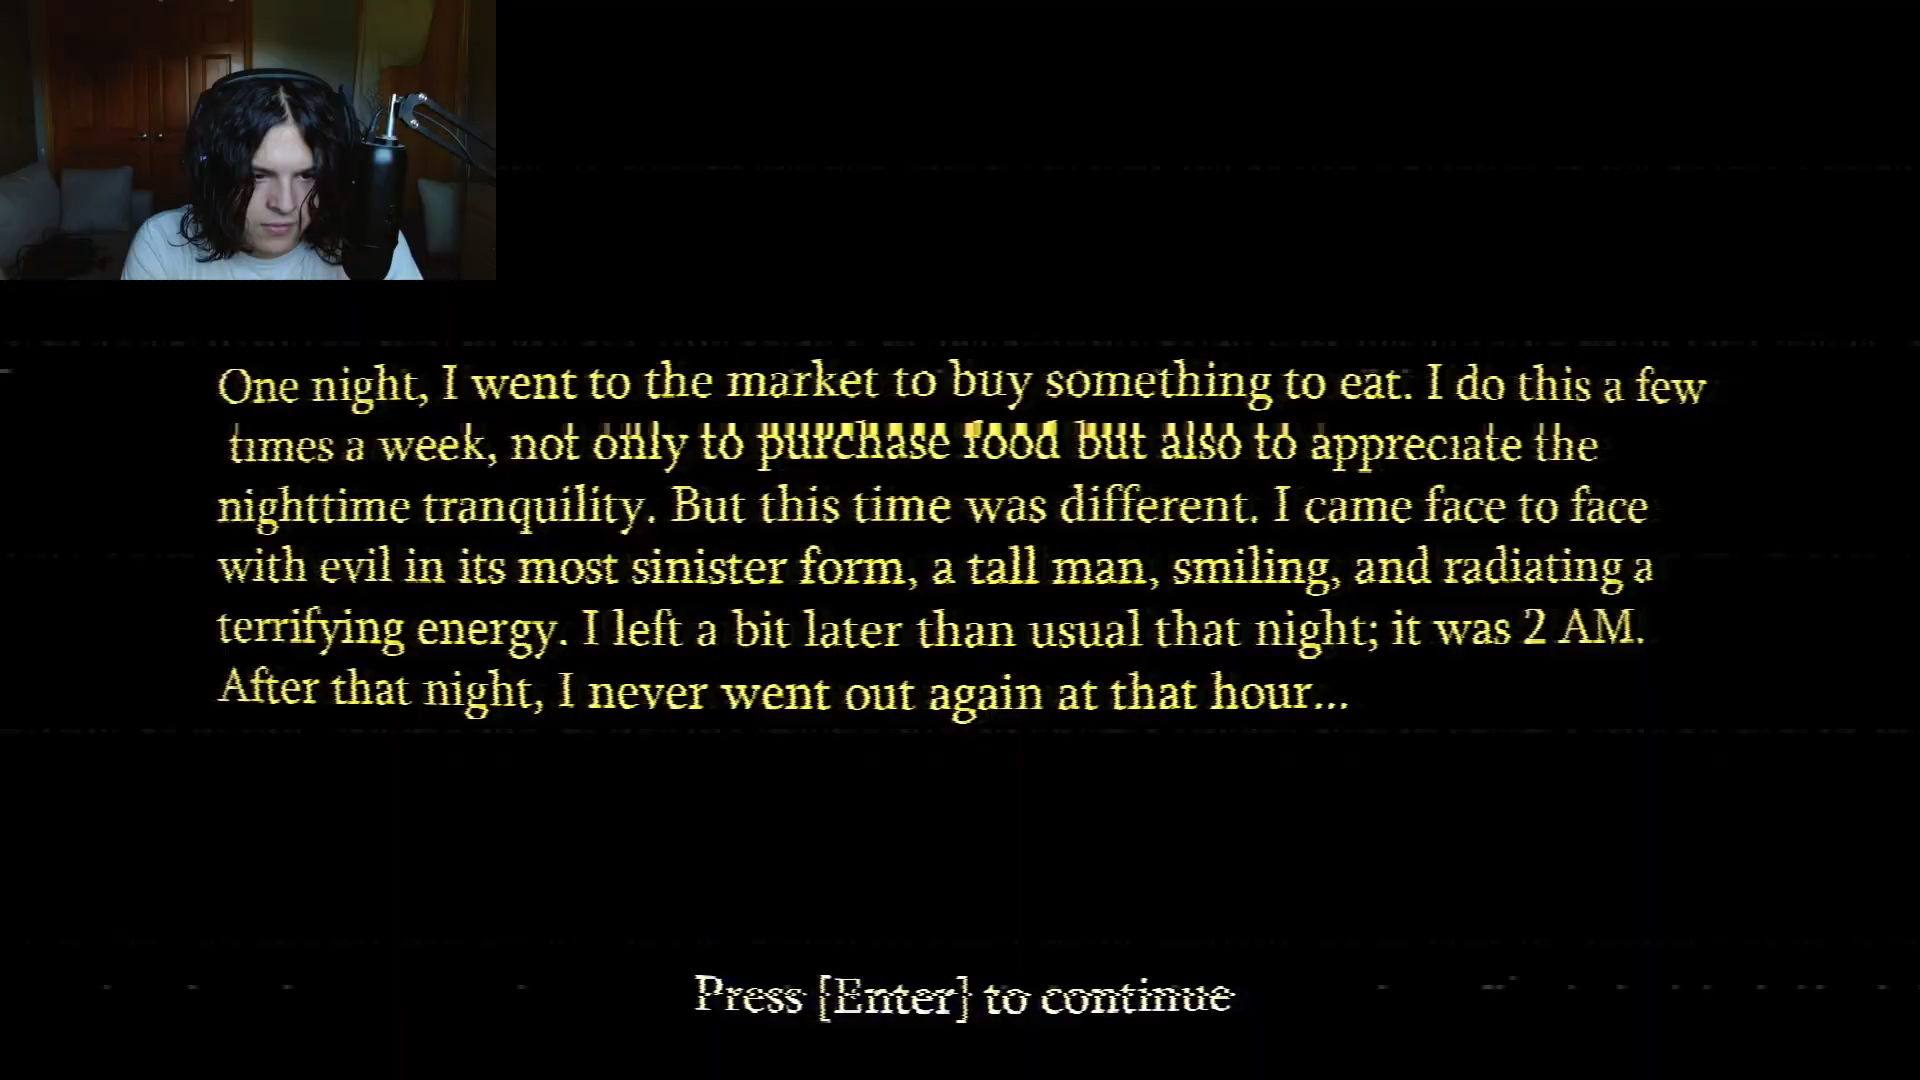 One night, I went to the market to buy something to eat. I do this a few
times a week, not only to purchase food but also to appreciate the
nighttime tranquility. But this time was different. I came face to face
with evil in its most sinister form, a tall man, smiling, and radiating a
terrifying energy. I left a bit later than usual that night; it was 2 AM.
After that night, I never went out again at that hour...
Press [Enter] to continue